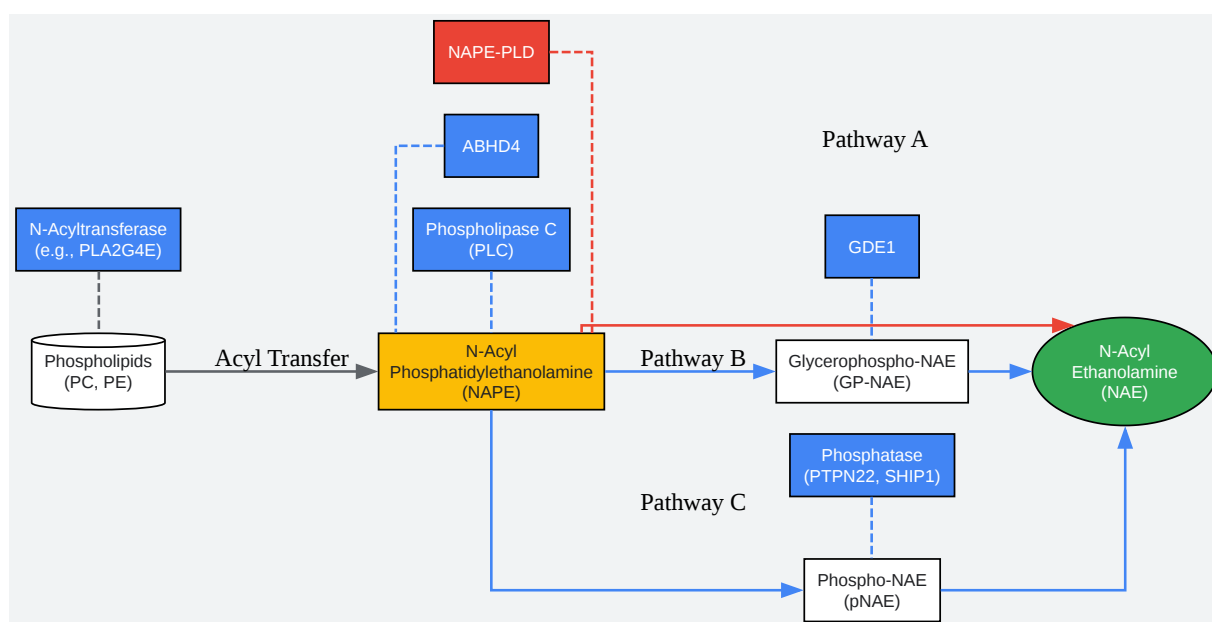 NAPE-PLD
ABHD4
Pathway A
N-Acyltransferase
(e.g., PLA2G4E)
Phospholipase C
(PLC)
GDE1
Phospholipids
(PC, PE)
Acyl Transfer
N-Acyl
Phosphatidylethanolamine
(NAPE)
Pathway B
Glycerophospho-NAE
(GP-NAE)
N-Acyl
Ethanolamine
(NAE)
Phosphatase
(PTPN22, SHIP1)
Pathway C
Phospho-NAE
(pNAE)